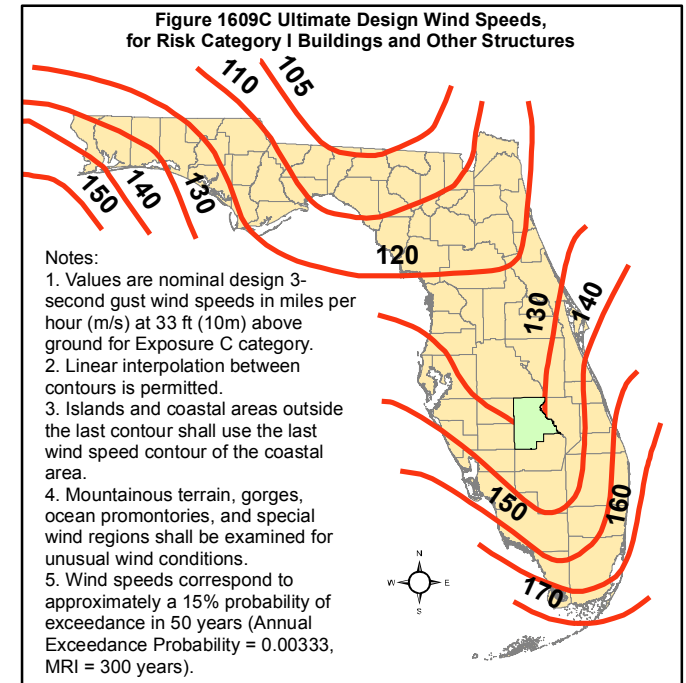 Figure 1609C Ultimate Design Wind Speeds,
for Risk Category I Buildings and Other Structures
105
110
150
140
130
120
Notes:
1. Values are nominal design 3-
second gust wind speeds in miles per
hour (m/s) at 33 ft (10m) above
ground for Exposure C category.
2. Linear interpolation between
contours is permitted.
3. Islands and coastal areas outside
the last contour shall use the last
wind speed contour of the coastal
area.
4. Mountainous terrain, gorges,
ocean promontories, and special
wind regions shall be examined for
unusual wind conditions.
5. Wind speeds correspond to
approximately a 15% probability of
exceedance in 50 years (Annual
Exceedance Probability = 0.00333,
MRI = 300 years).
130
140
150
160
170
N
W
E
S